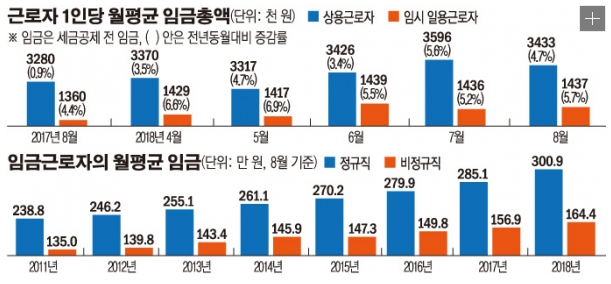 근로자 1인당 월평균 임금총액(단위: 천 원) 상용근로자 임시 일용근로자
※ 임금은 세금공제 전 임금, ( ) 안은 전년동월대비 증감률
3280 (0.9%) 1360 (4.4%) 3370 (3.5%) 1429 (6.6%) 3317 (4.7%) 1417 (6.9%) 3426 (3.4%) 1439 (5.5%) 3596 (5.6%) 1436 (5.2%) 3433 (4.7%) 1437 (5.7%)
2017년 8월 2018년 4월 5월 6월 7월 8월
임금근로자의 월평균 임금(단위: 만 원, 8월 기준) 정규직 비정규직
238.8 135.0 246.2 139.8 255.1 143.4 261.1 145.9 270.2 147.3 279.9 149.8 285.1 156.9 300.9 164.4
2011년 2012년 2013년 2014년 2015년 2016년 2017년 2018년